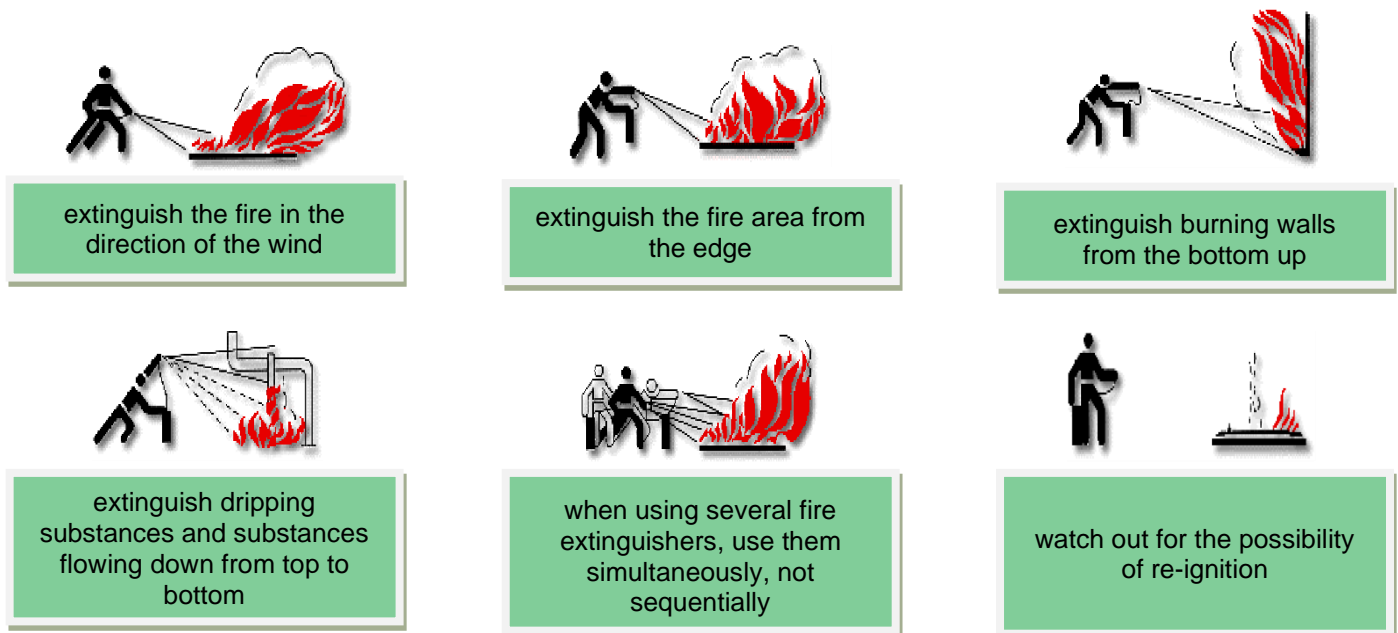 extinguish the fire in the
direction of the wind
extinguish the fire area from
the edge
extinguish burning walls
from the bottom up
extinguish dripping
substances and substances
flowing down from top to
bottom
when using several fire
extinguishers, use them
simultaneously, not
sequentially
watch out for the possibility
of re-ignition